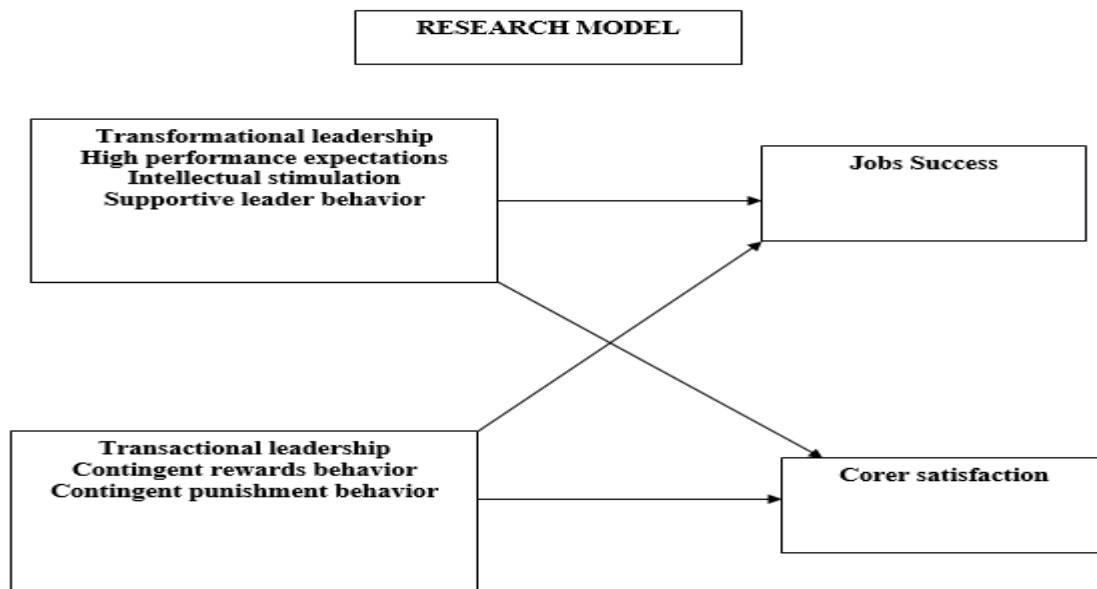 RESEARCH MODEL
Transformational leadership
High performance expectations
Intellectual stimulation
Supportive leader behavior
Jobs Success
Transactional leadership
Contingent rewards behavior
Contingent punishment behavior
Corer satisfaction